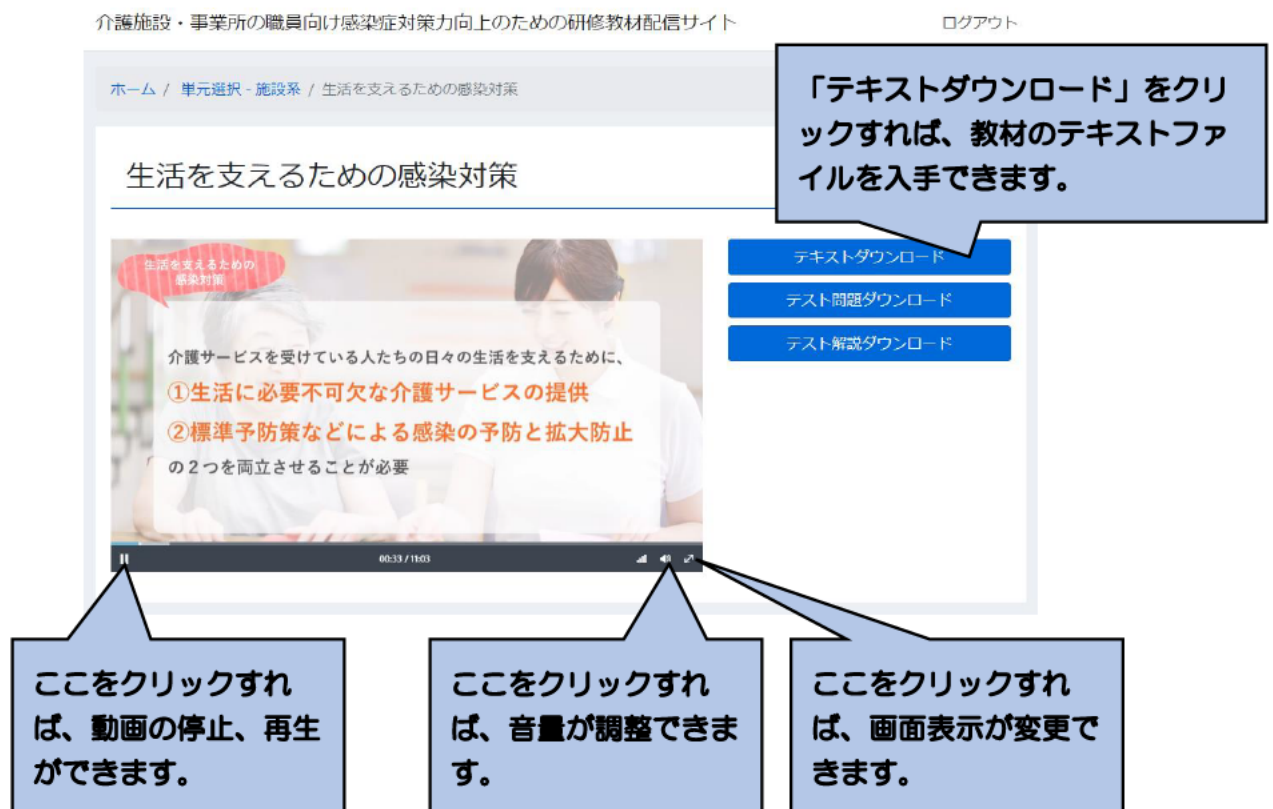 介護施設・事業所の職員向け感染症対策力向上のための研修教材配信サイト
ログアウト
ホーム / 単元選択 - 施設系 / 生活を支えるための感染対策
「テキストダウンロード」をクリ
ックすれば、教材のテキストファ
イルを入手できます。
生活を支えるための感染対策
生活を支えるための
感染対策
介護サービスを受けている人たちの日々の生活を支えるために、
①生活に必要不可欠な介護サービスの提供
②標準予防策などによる感染の予防と拡大防止
の２つを両立させることが必要
00:33 / 11:03
テキストダウンロード
テスト問題ダウンロード
テスト解説ダウンロード
ここをクリックすれ
ば、動画の停止、再生
ができます。
ここをクリックすれ
ば、音量が調整できま
す。
ここをクリックすれ
ば、画面表示が変更で
きます。